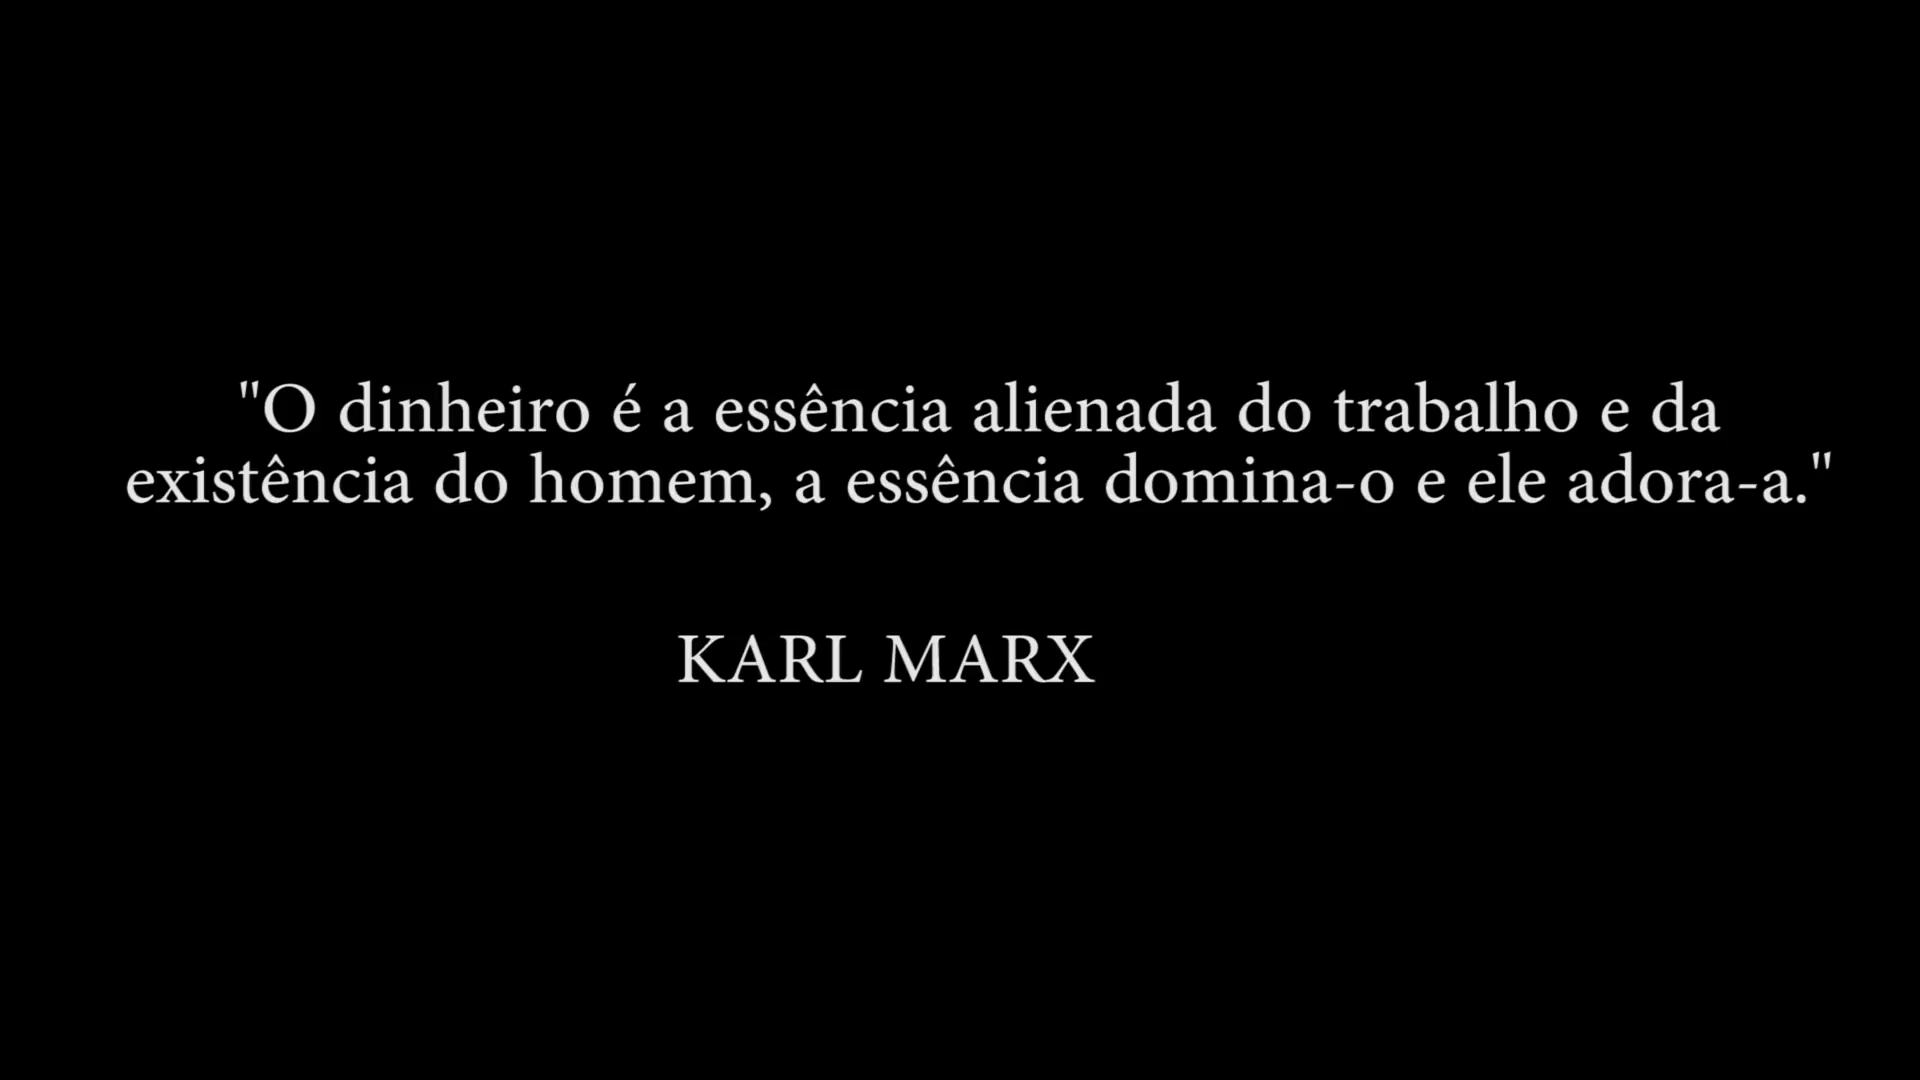 "O dinheiro é a essência alienada do trabalho e da
existência do homem, a essência domina-o e ele adora-a."
KARL MARX